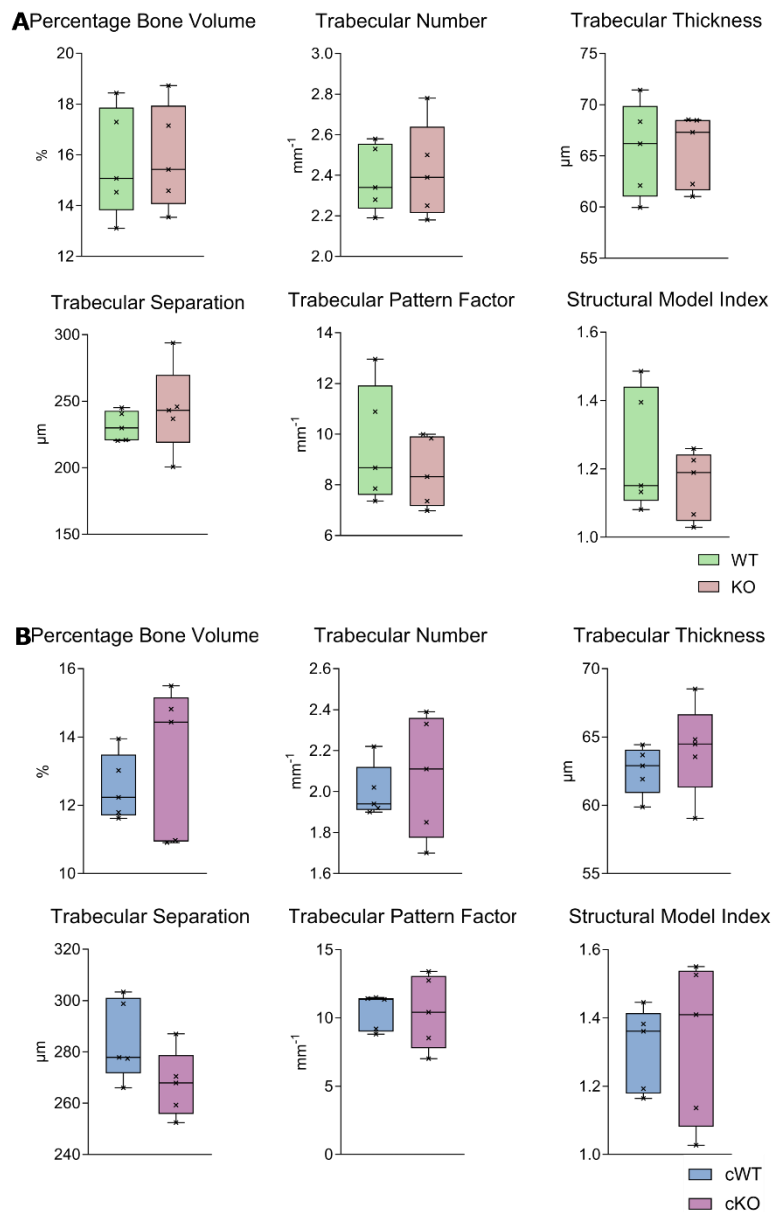 A Percentage Bone Volume
Trabecular Number
Trabecular Thickness
%
20
18
16
14
12
mm-1
3.0
2.8
2.6
2.4
2.2
2.0
µm
75
70
65
60
55
Trabecular Separation
Trabecular Pattern Factor
Structural Model Index
µm
300
250
200
150
mm-1
14
12
10
8
6
1.6
1.4
1.2
1.0
WT
KO
B Percentage Bone Volume
Trabecular Number
Trabecular Thickness
%
16
14
12
10
mm-1
2.6
2.4
2.2
2.0
1.8
1.6
µm
70
65
60
55
Trabecular Separation
Trabecular Pattern Factor
Structural Model Index
µm
320
300
280
260
240
mm-1
15
10
5
0
1.6
1.4
1.2
1.0
cWT
cKO